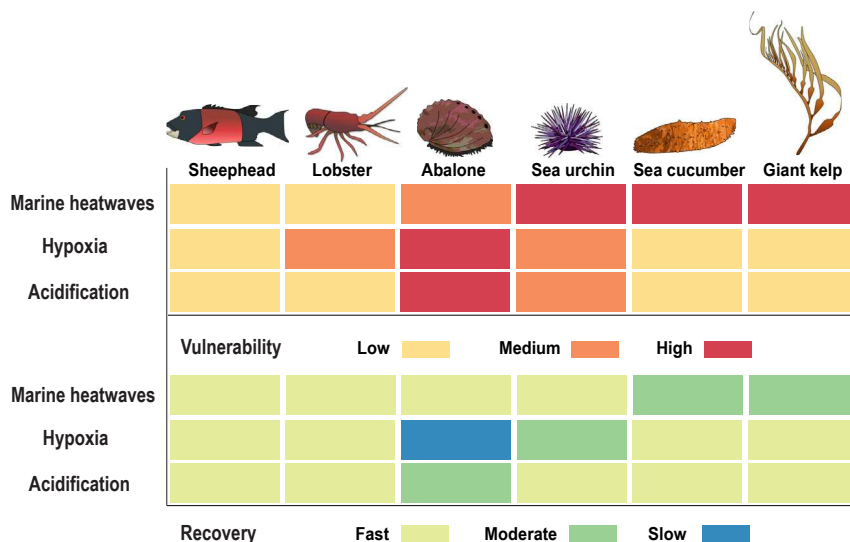 Sheephead Lobster Abalone Sea urchin Sea cucumber Giant kelp
Marine heatwaves
Hypoxia
Acidification
Vulnerability Low Medium High
Marine heatwaves
Hypoxia
Acidification
Recovery Fast Moderate Slow